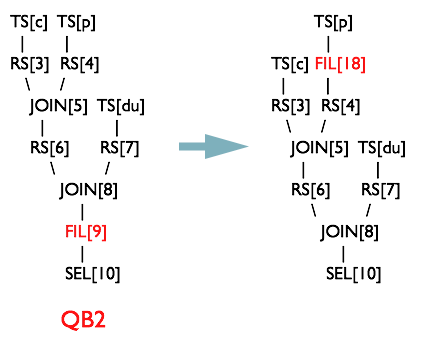 TS[c] TS[p]
RS[3] RS[4]
JOIN[5] TS[du]
RS[6] RS[7]
JOIN[8]
FIL[9]
SEL[10]
QB2
TS[p]
TS[c] FIL[18]
RS[3] RS[4]
JOIN[5] TS[du]
RS[6] RS[7]
JOIN[8]
SEL[10]